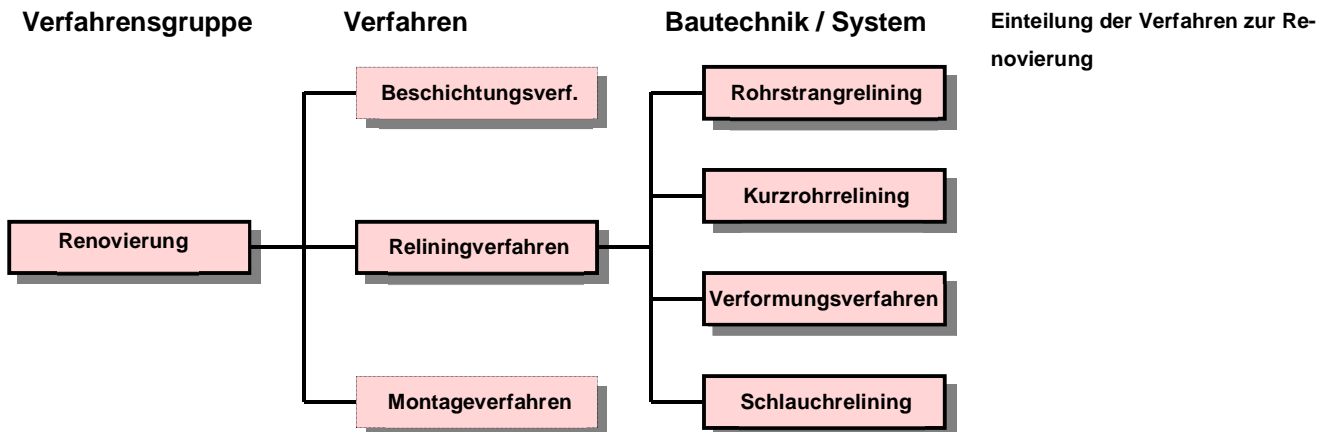 Verfahrensgruppe
Verfahren
Bautechnik / System
Einteilung der Verfahren zur Re-
novierung
Beschichtungsverf.
Rohrstrangrelining
Kurzrohrrelining
Renovierung
Reliningverfahren
Verformungsverfahren
Montageverfahren
Schlauchrelining